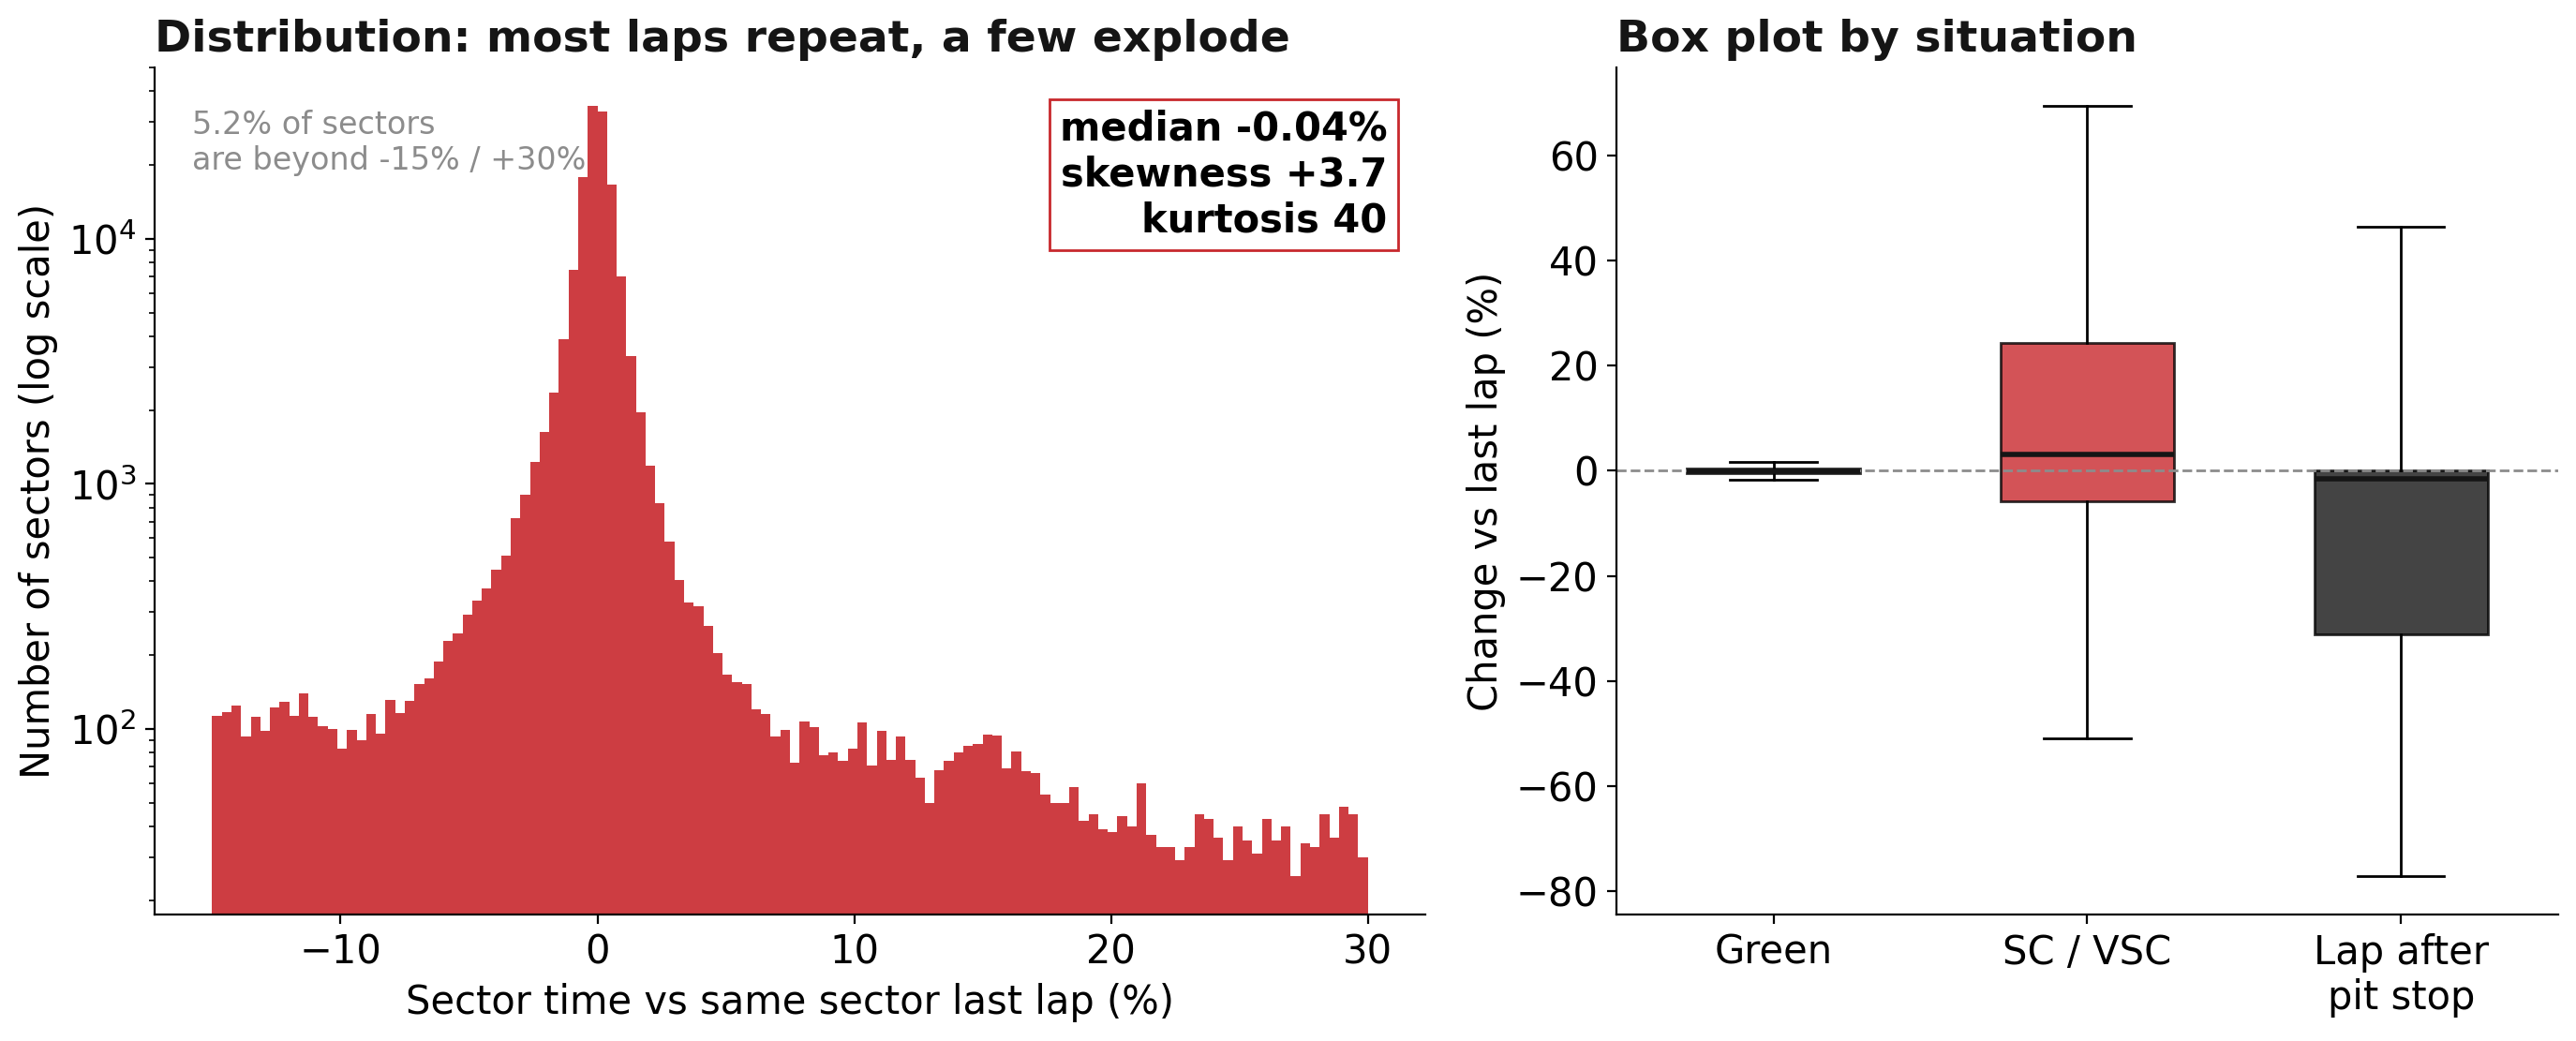 Distribution: most laps repeat, a few explode
5.2% of sectors
are beyond -15% / +30%
median -0.04%
skewness +3.7
kurtosis 40
Number of sectors (log scale)
10⁴
10³
10²
−10
0
10
20
30
Sector time vs same sector last lap (%)
Box plot by situation
Change vs last lap (%)
60
40
20
0
−20
−40
−60
−80
Green
SC / VSC
Lap after
pit stop